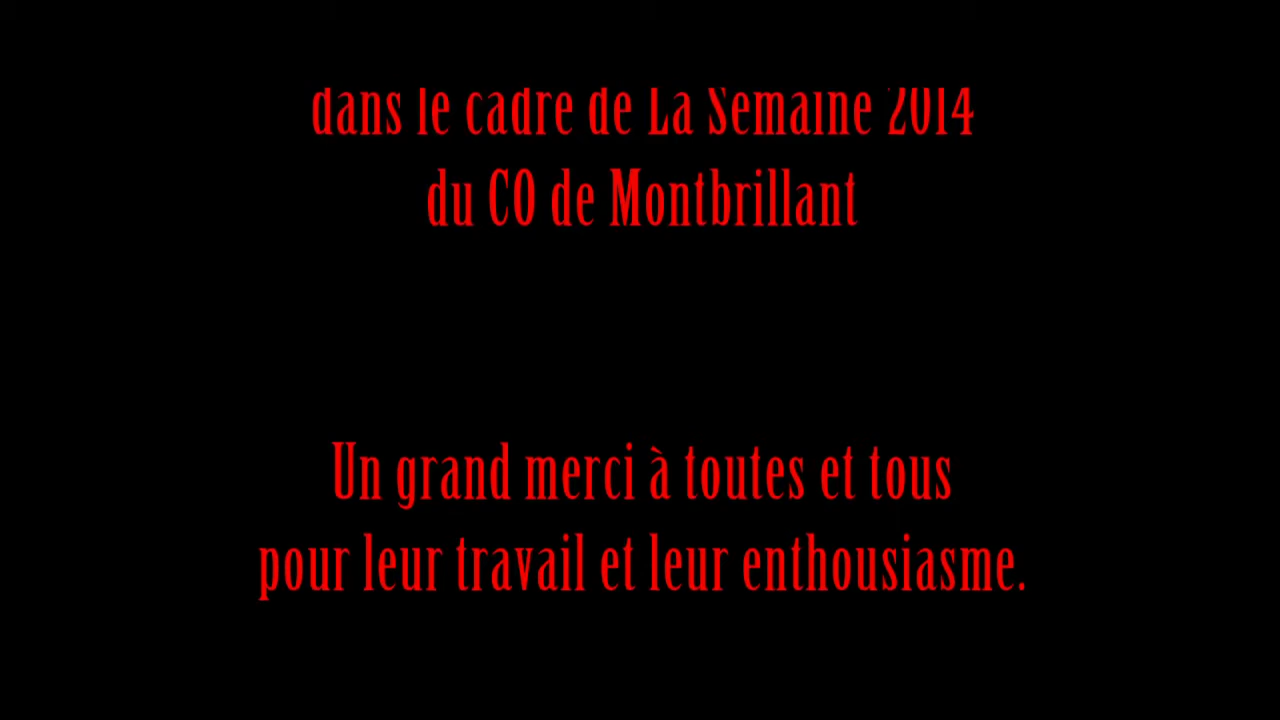 dans le cadre de La Semaine 2014
du CO de Montbrillant
Un grand merci à toutes et tous
pour leur travail et leur enthousiasme.